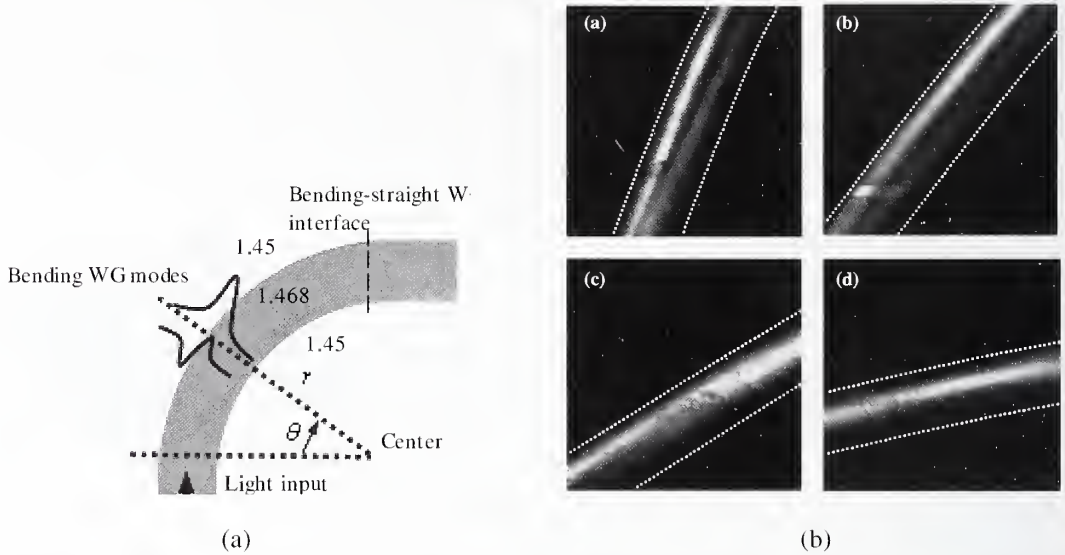 Bending-straight W
interface
1.45
Bending WG modes
1.468
1.45
r
θ
Center
Light input
(a)
(a)
(b)
(c)
(d)
(b)